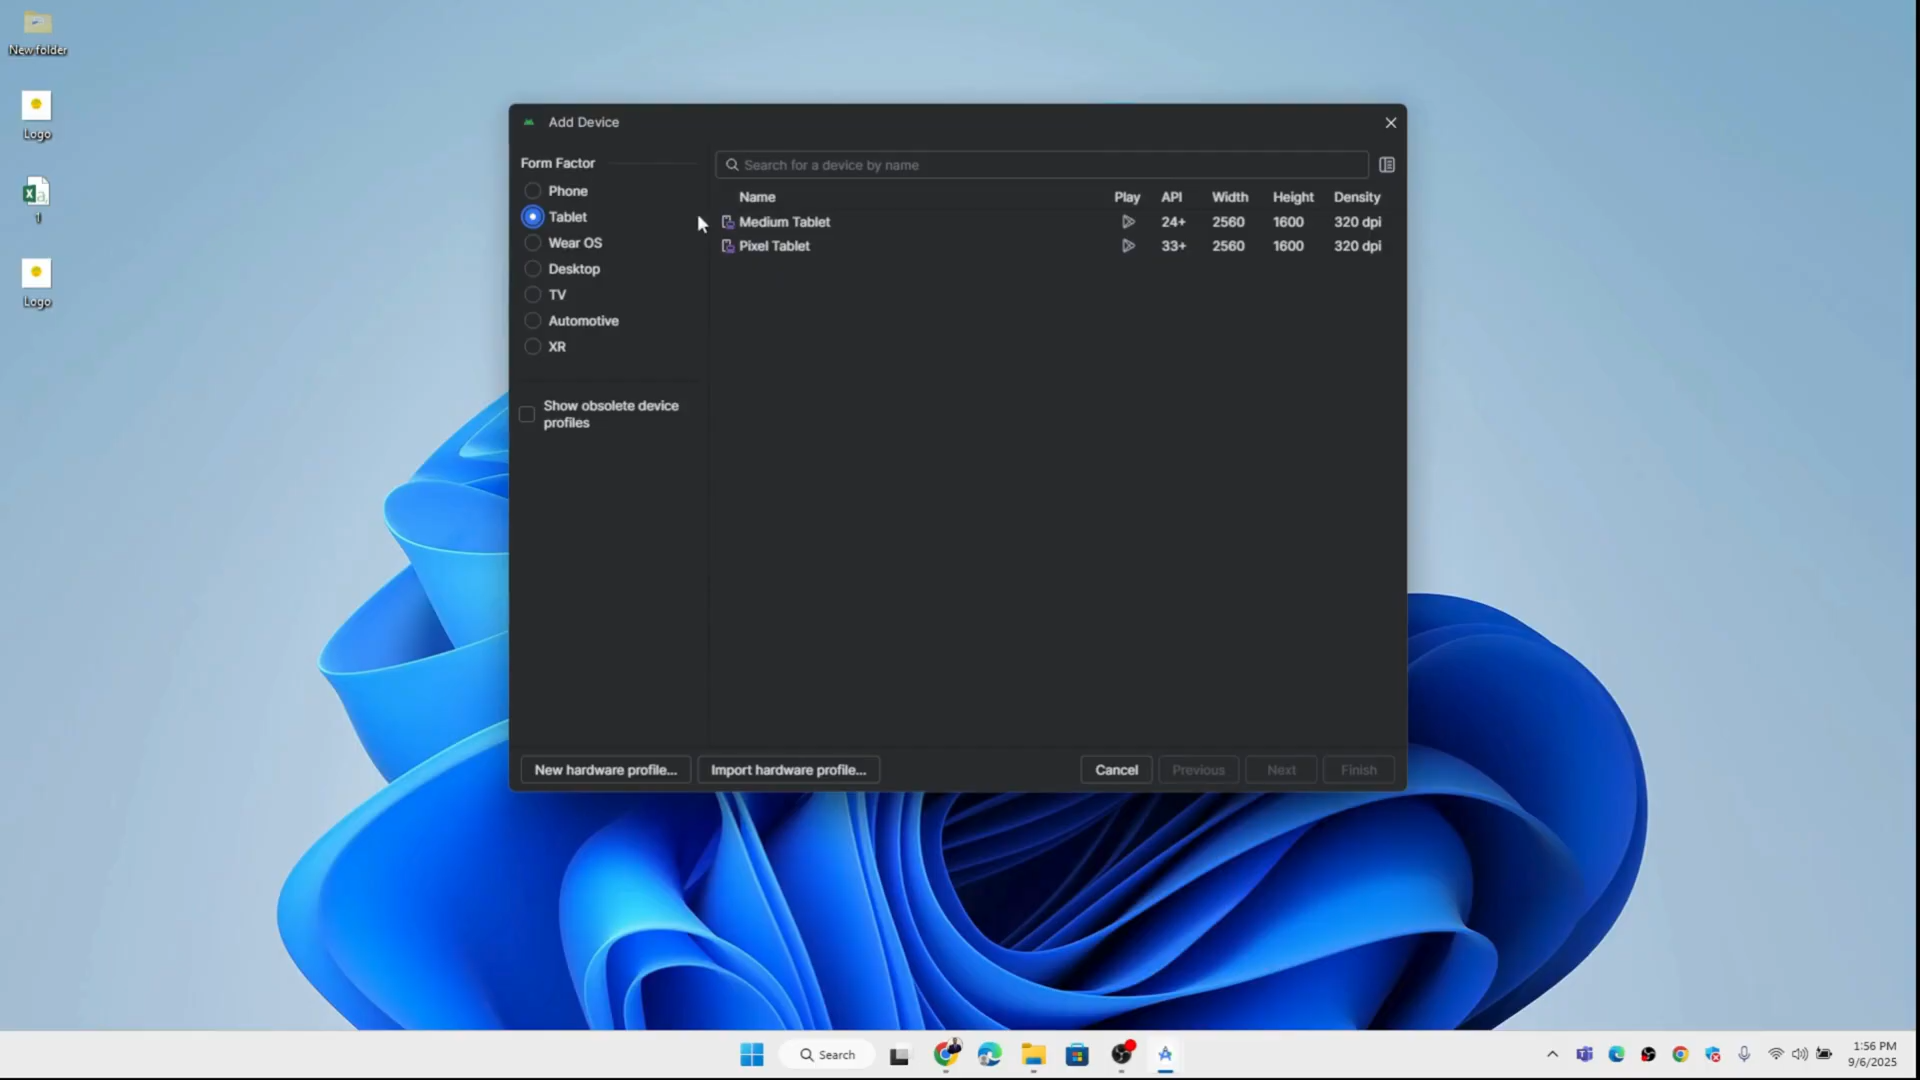 New folder
Logo
1
Logo
Add Device
Form Factor
Phone
Tablet
Wear OS
Desktop
TV
Automotive
XR
Show obsolete device
profiles
Search for a device by name
Name Play API Width Height Density
Medium Tablet 24+ 2560 1600 320 dpi
Pixel Tablet 33+ 2560 1600 320 dpi
New hardware profile...
Import hardware profile...
Cancel
Previous
Next
Finish
Search
1:56 PM
9/6/2025